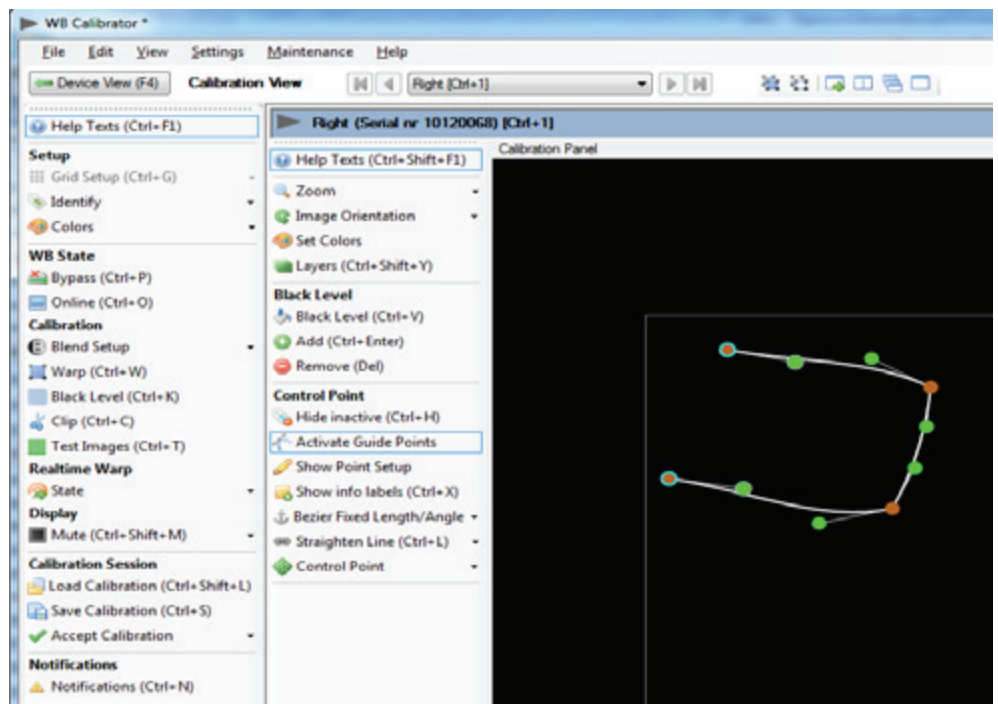 WB Calibrator *
File Edit View Settings Maintenance Help
Device View (F4) Calibration View Right [Ctrl+1]
Help Texts (Ctrl+F1)
Setup
Grid Setup (Ctrl+G)
Identify
Colors
WB State
Bypass (Ctrl+P)
Online (Ctrl+O)
Calibration
Blend Setup
Warp (Ctrl+W)
Black Level (Ctrl+K)
Clip (Ctrl+C)
Test Images (Ctrl+T)
Realtime Warp
State
Display
Mute (Ctrl+Shift+M)
Calibration Session
Load Calibration (Ctrl+Shift+L)
Save Calibration (Ctrl+S)
Accept Calibration
Notifications
Notifications (Ctrl+N)
Right (Serial nr 10120068) [Ctrl+1]
Help Texts (Ctrl+Shift+F1)
Zoom
Image Orientation
Set Colors
Layers (Ctrl+Shift+Y)
Black Level
Black Level (Ctrl+V)
Add (Ctrl+Enter)
Remove (Del)
Control Point
Hide inactive (Ctrl+H)
Activate Guide Points
Show Point Setup
Show info labels (Ctrl+X)
Bezier Fixed Length/Angle
Straighten Line (Ctrl+L)
Control Point
Calibration Panel